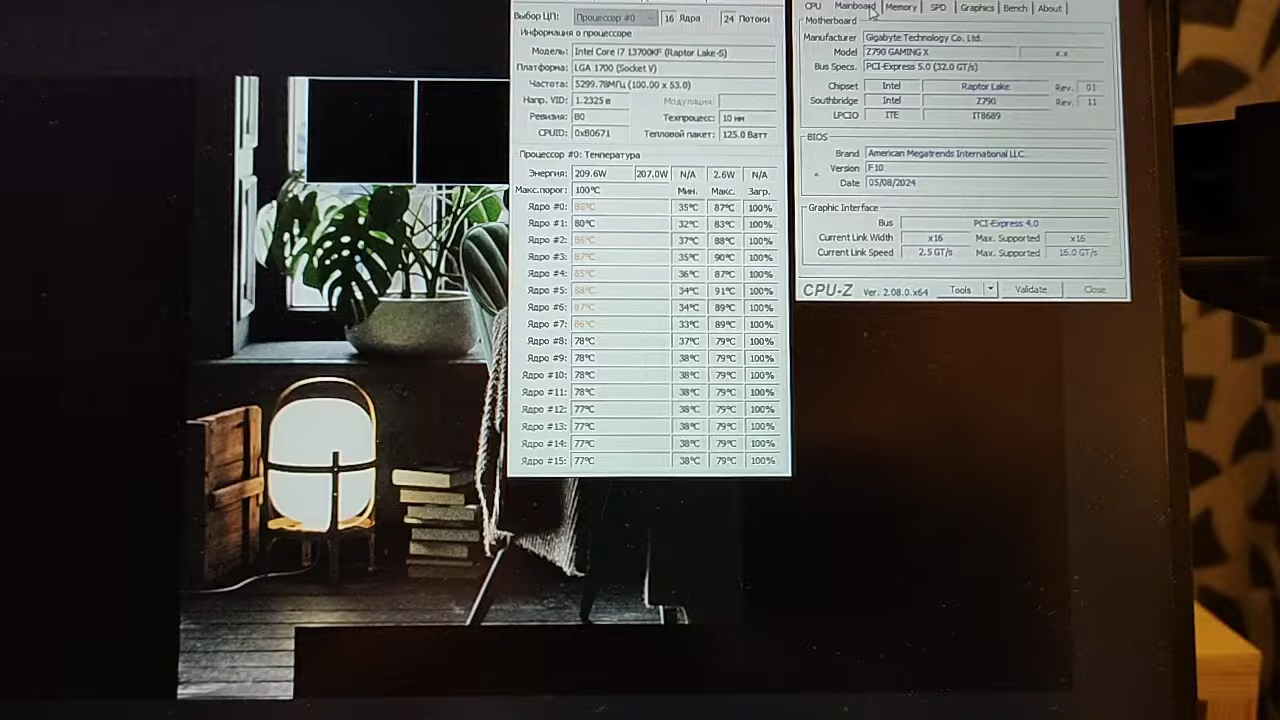 Выбор ЦП: Процессор #0 16 Ядра 24 Потоки
Информация о процессоре
Модель: Intel Core i7 13700KF (Raptor Lake-S)
Платформа: LGA 1700 (Socket V)
Частота: 5299.78МГц (100.00 x 53.0)
Напр. VID: 1.2325 в Модуляция:
Ревизия: B0 Техпроцесс: 10 нм
CPUID: 0xB0671 Тепловой пакет: 125.0 Ватт
Процессор #0: Температура
Энергия: 209.6W 207.0W N/A 2.6W N/A
Макс.порог: 100°C Мин. Макс. Загр.
Ядро #0: 35°C 87°C 100%
Ядро #1: 80°C 32°C 83°C 100%
Ядро #2: 86°C 37°C 88°C 100%
Ядро #3: 87°C 35°C 90°C 100%
Ядро #4: 85°C 36°C 87°C 100%
Ядро #5: 88°C 34°C 91°C 100%
Ядро #6: 87°C 34°C 89°C 100%
Ядро #7: 86°C 33°C 89°C 100%
Ядро #8: 78°C 37°C 79°C 100%
Ядро #9: 78°C 38°C 79°C 100%
Ядро #10: 78°C 38°C 79°C 100%
Ядро #11: 78°C 38°C 79°C 100%
Ядро #12: 77°C 38°C 79°C 100%
Ядро #13: 77°C 38°C 79°C 100%
Ядро #14: 77°C 38°C 79°C 100%
Ядро #15: 77°C 38°C 79°C 100%
CPU Mainboard Memory SPD Graphics Bench About
Motherboard
Manufacturer Gigabyte Technology Co. Ltd.
Model Z790 GAMING X x.x
Bus Specs. PCI-Express 5.0 (32.0 GT/s)
Chipset Intel Raptor Lake Rev. 01
Southbridge Intel Z790 Rev. 11
LPCIO ITE IT8689
BIOS
Brand American Megatrends International LLC
Version F10
Date 05/08/2024
Graphic Interface
Bus PCI-Express 4.0
Current Link Width x16 Max. Supported x16
Current Link Speed 2.5 GT/s Max. Supported 16.0 GT/s
CPU-Z Ver. 2.08.0.x64 Tools Validate Close